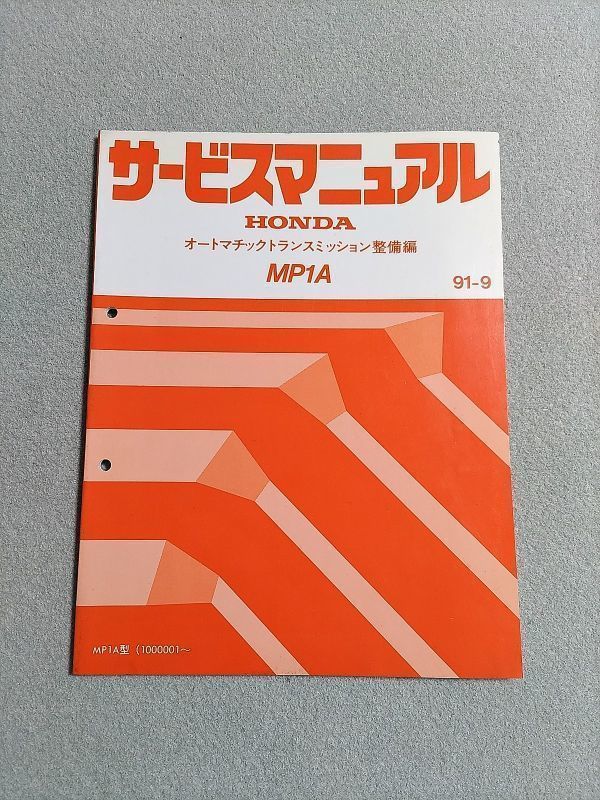 サービスマニュアル
HONDA
オートマチックトランスミッション整備編
MP1A
91-9
MP1A型 (1000001〜